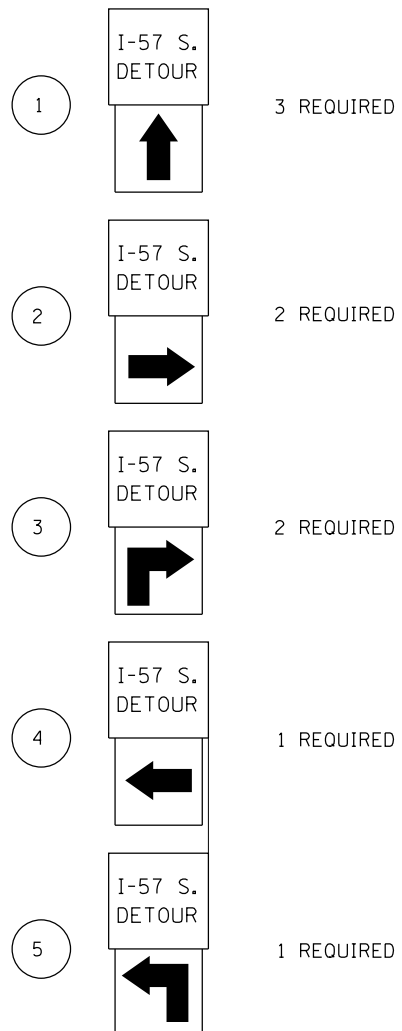 I-57 S.
DETOUR
1
3 REQUIRED
I-57 S.
DETOUR
2
2 REQUIRED
I-57 S.
DETOUR
3
2 REQUIRED
I-57 S.
DETOUR
4
1 REQUIRED
I-57 S.
DETOUR
5
1 REQUIRED